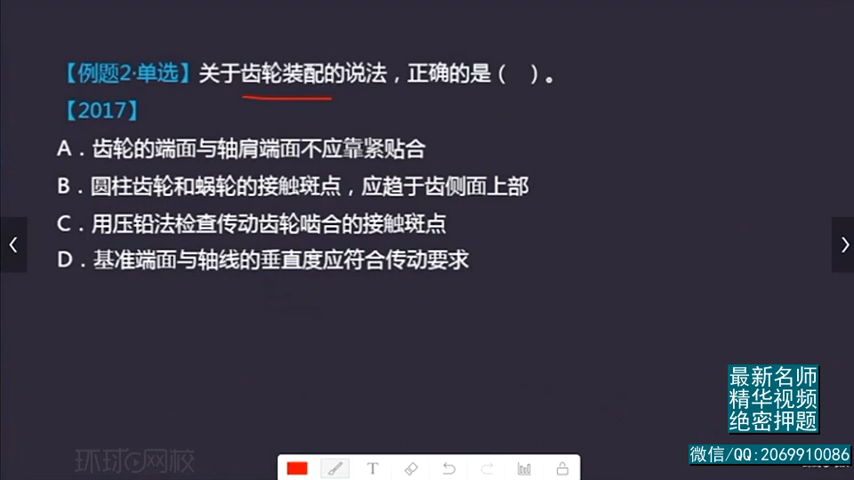 【例题2·单选】关于齿轮装配的说法，正确的是（ ）。
【2017】
A．齿轮的端面与轴肩端面不应靠紧贴合
B．圆柱齿轮和蜗轮的接触斑点，应趋于齿侧面上部
C．用压铅法检查传动齿轮啮合的接触斑点
D．基准端面与轴线的垂直度应符合传动要求
最新名师
精华视频
绝密押题
微信/QQ:2069910086
环球网校
T